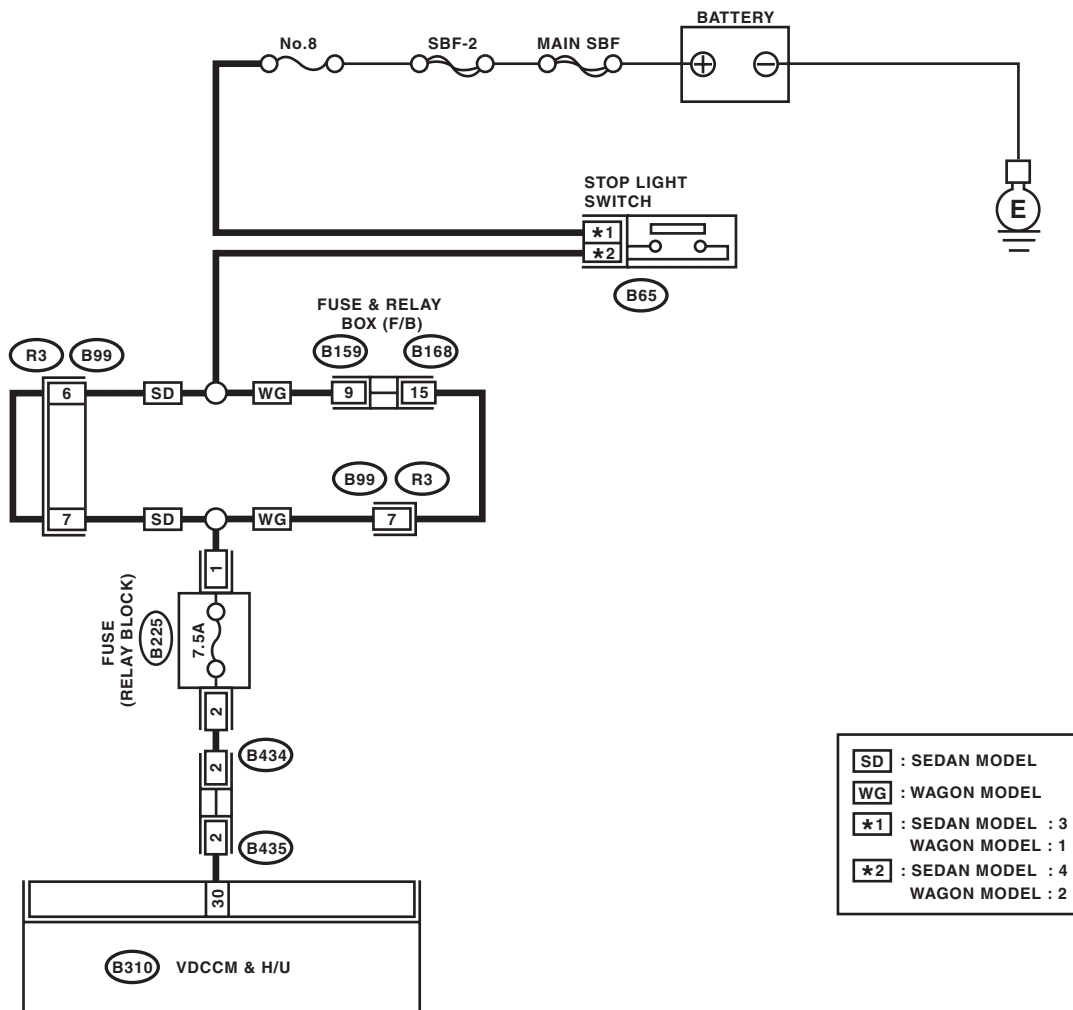 BATTERY
No.8
SBF-2
MAIN SBF
E
STOP LIGHT
SWITCH
*1
*2
B65
FUSE & RELAY
BOX (F/B)
R3
B99
B159
B168
6
SD
WG
9
15
B99
R3
7
SD
WG
7
1
FUSE
(RELAY BLOCK)
B225
7.5A
2
2
B434
2
B435
30
B310
VDCCM & H/U
SD : SEDAN MODEL
WG : WAGON MODEL
*1 : SEDAN MODEL : 3
WAGON MODEL : 1
*2 : SEDAN MODEL : 4
WAGON MODEL : 2